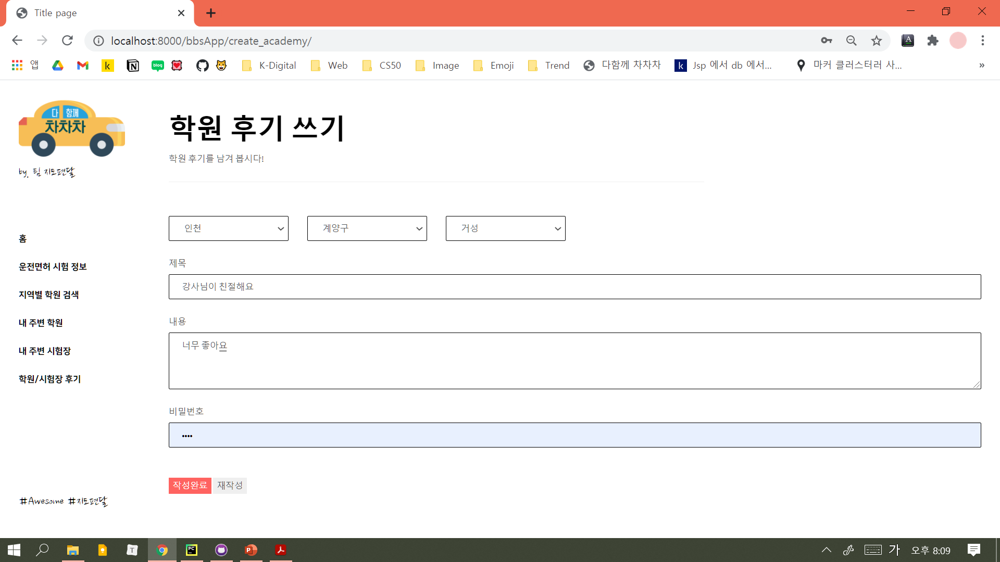 Title page
localhost:8000/bbsApp/create_academy/
앱 K-Digital Web CS50 Image Emoji Trend 다함께 차차차 Jsp 에서 db 에서... 마커 클러스터러 사...
다 함께
차차차
by. 팀 지도편달
홈
운전면허 시험 정보
지역별 학원 검색
내 주변 학원
내 주변 시험장
학원/시험장 후기
#Awesome #지도편달
학원 후기 쓰기
학원 후기를 남겨 봅시다!
인천 계양구 거성
제목
강사님이 친절해요
내용
너무 좋아요
비밀번호
••••
작성완료 재작성
가 오후 8:09